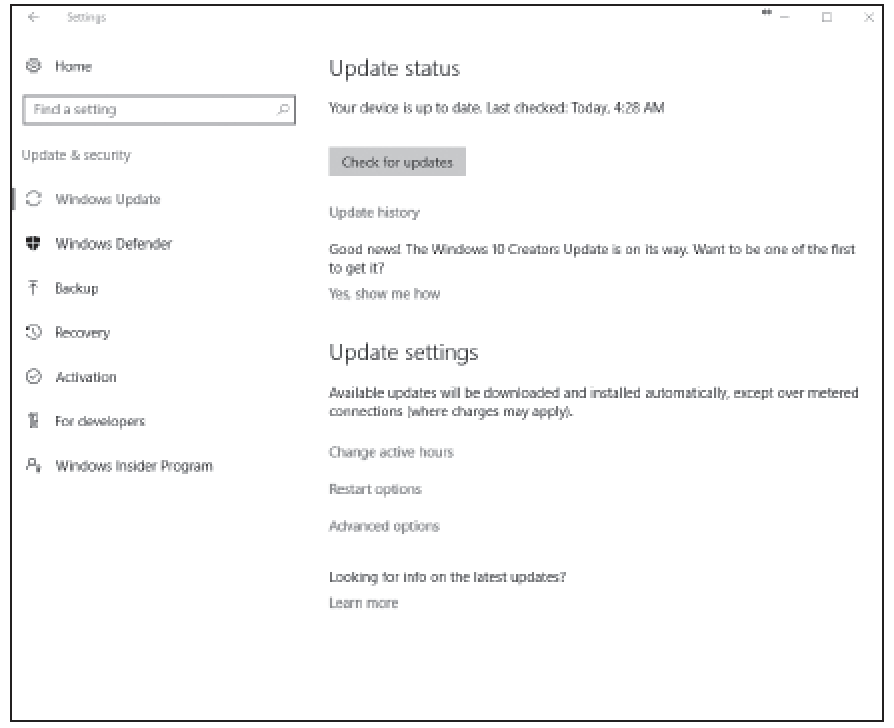 Settings
Home
Find a setting
Update & security
Windows Update
Windows Defender
Backup
Recovery
Activation
For developers
Windows Insider Program
Update status
Your device is up to date. Last checked: Today, 4:28 AM
Check for updates
Update history
Good news! The Windows 10 Creators Update is on its way. Want to be one of the first
to get it?
Yes, show me how
Update settings
Available updates will be downloaded and installed automatically, except over metered
connections (where charges may apply).
Change active hours
Restart options
Advanced options
Looking for info on the latest updates?
Learn more